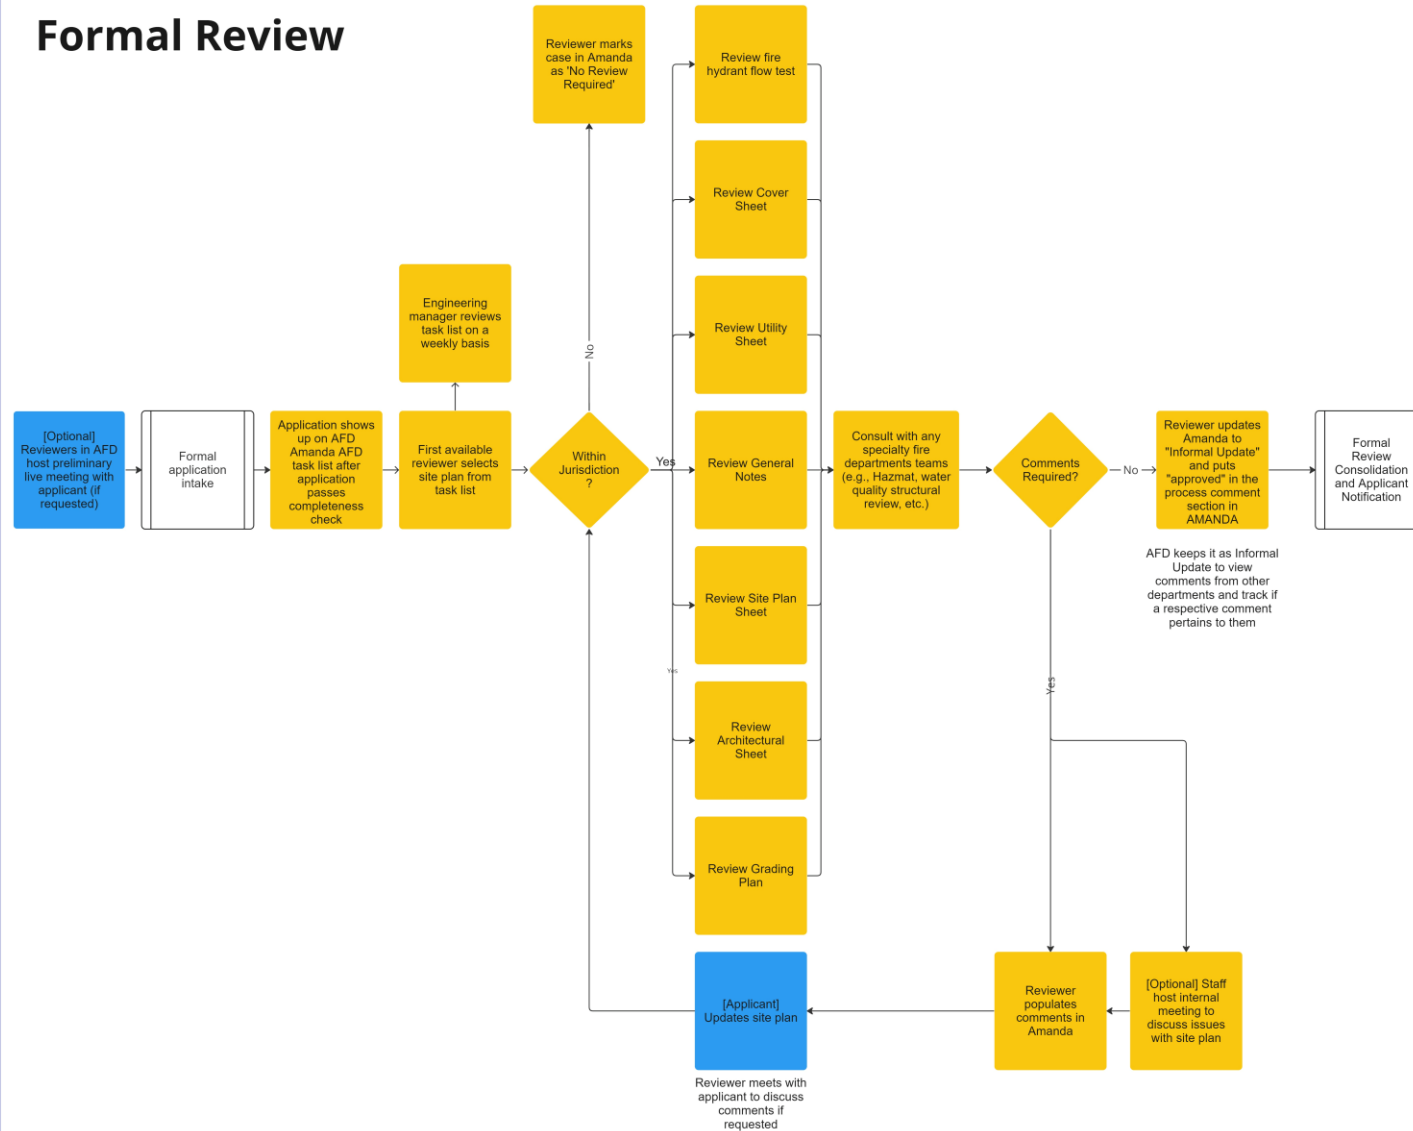 Formal Review
Reviewer marks
case in Amanda
as 'No Review
Required'
Review fire
hydrant flow test
Review Cover
Sheet
Engineering
manager reviews
task list on a
weekly basis
Review Utility
Sheet
No
[Optional]
Reviewers in AFD
host preliminary
live meeting with
applicant (if
requested)
Formal
application
intake
Application shows
up on AFD
Amanda AFD
task list after
application
passes
completeness
check
First available
reviewer selects
site plan from
task list
Within
Jurisdiction
?
Yes
Review General
Notes
Consult with any
specialty fire
departments teams
(e.g., Hazmat, water
quality structural
review, etc.)
Comments
Required?
No
Reviewer updates
Amanda to
"Informal Update"
and puts
"approved" in the
process comment
section in
AMANDA
Formal
Review
Consolidation
and Applicant
Notification
AFD keeps it as Informal
Update to view
comments from other
departments and track if
a respective comment
pertains to them
Review Site Plan
Sheet
Yes
Yes
Review
Architectural
Sheet
Review Grading
Plan
[Applicant]
Updates site plan
Reviewer
populates
comments in
Amanda
[Optional] Staff
host internal
meeting to
discuss issues
with site plan
Reviewer meets with
applicant to discuss
comments if
requested